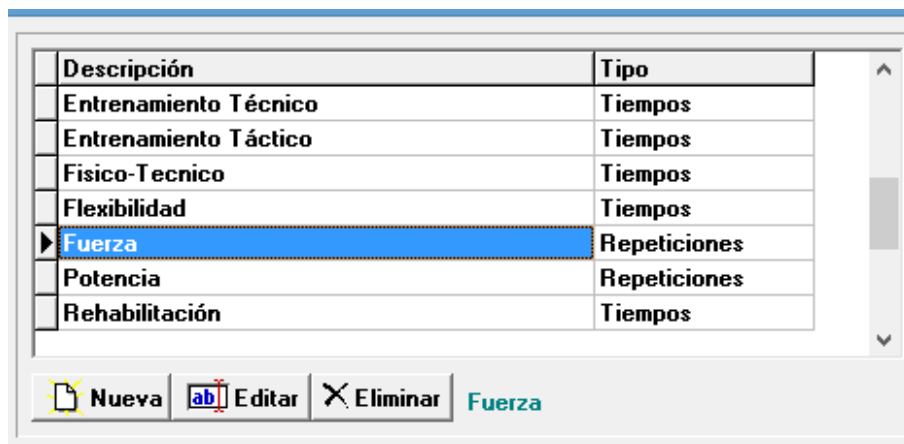 Descripción Tipo
Entrenamiento Técnico Tiempos
Entrenamiento Táctico Tiempos
Fisico-Tecnico Tiempos
Flexibilidad Tiempos
Fuerza Repeticiones
Potencia Repeticiones
Rehabilitación Tiempos
Nueva ab Editar Eliminar Fuerza